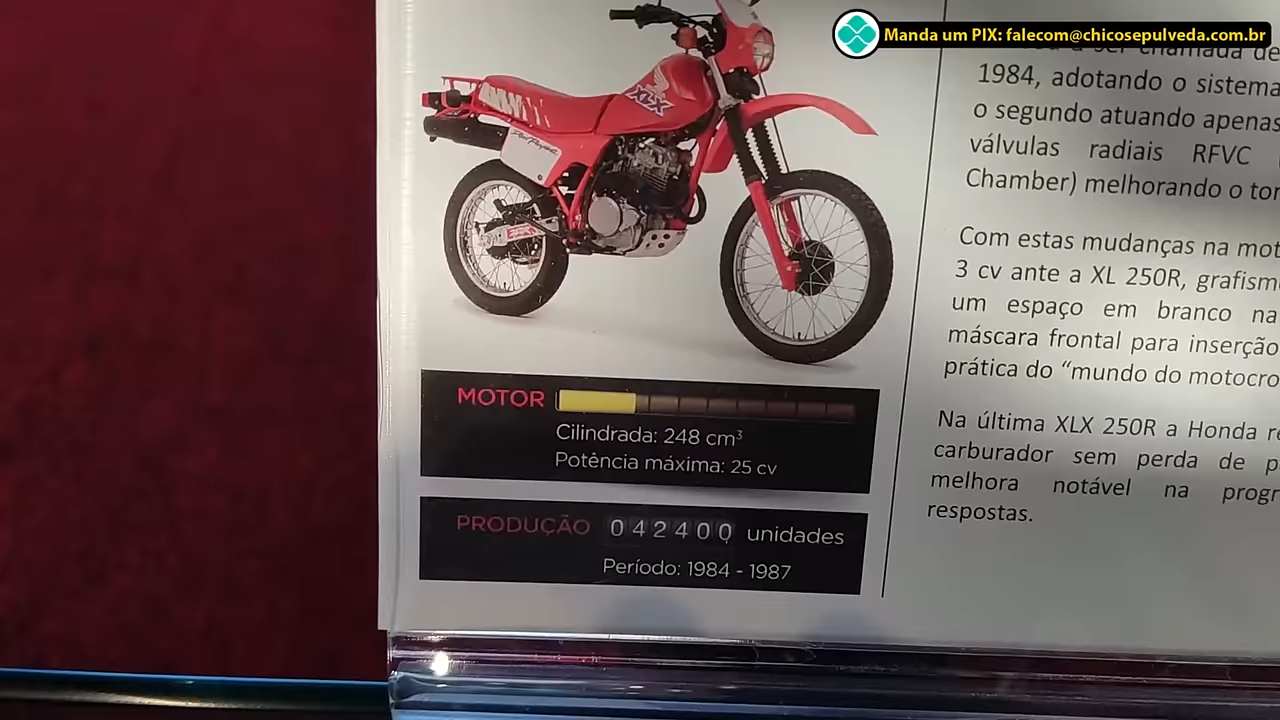 Manda um PIX: falecom@chicosepulveda.com.br
XLX
MOTOR
Cilindrada: 248 cm³
Potência máxima: 25 cv
PRODUÇÃO 042400 unidades
Período: 1984 - 1987
a ser chamada de
1984, adotando o sistema
o segundo atuando apenas
válvulas radiais RFVC
Chamber) melhorando o tor
Com estas mudanças na mot
3 cv ante a XL 250R, grafism
um espaço em branco na
máscara frontal para inserção
prática do “mundo do motocro
Na última XLX 250R a Honda re
carburador sem perda de p
melhora notável na progr
respostas.